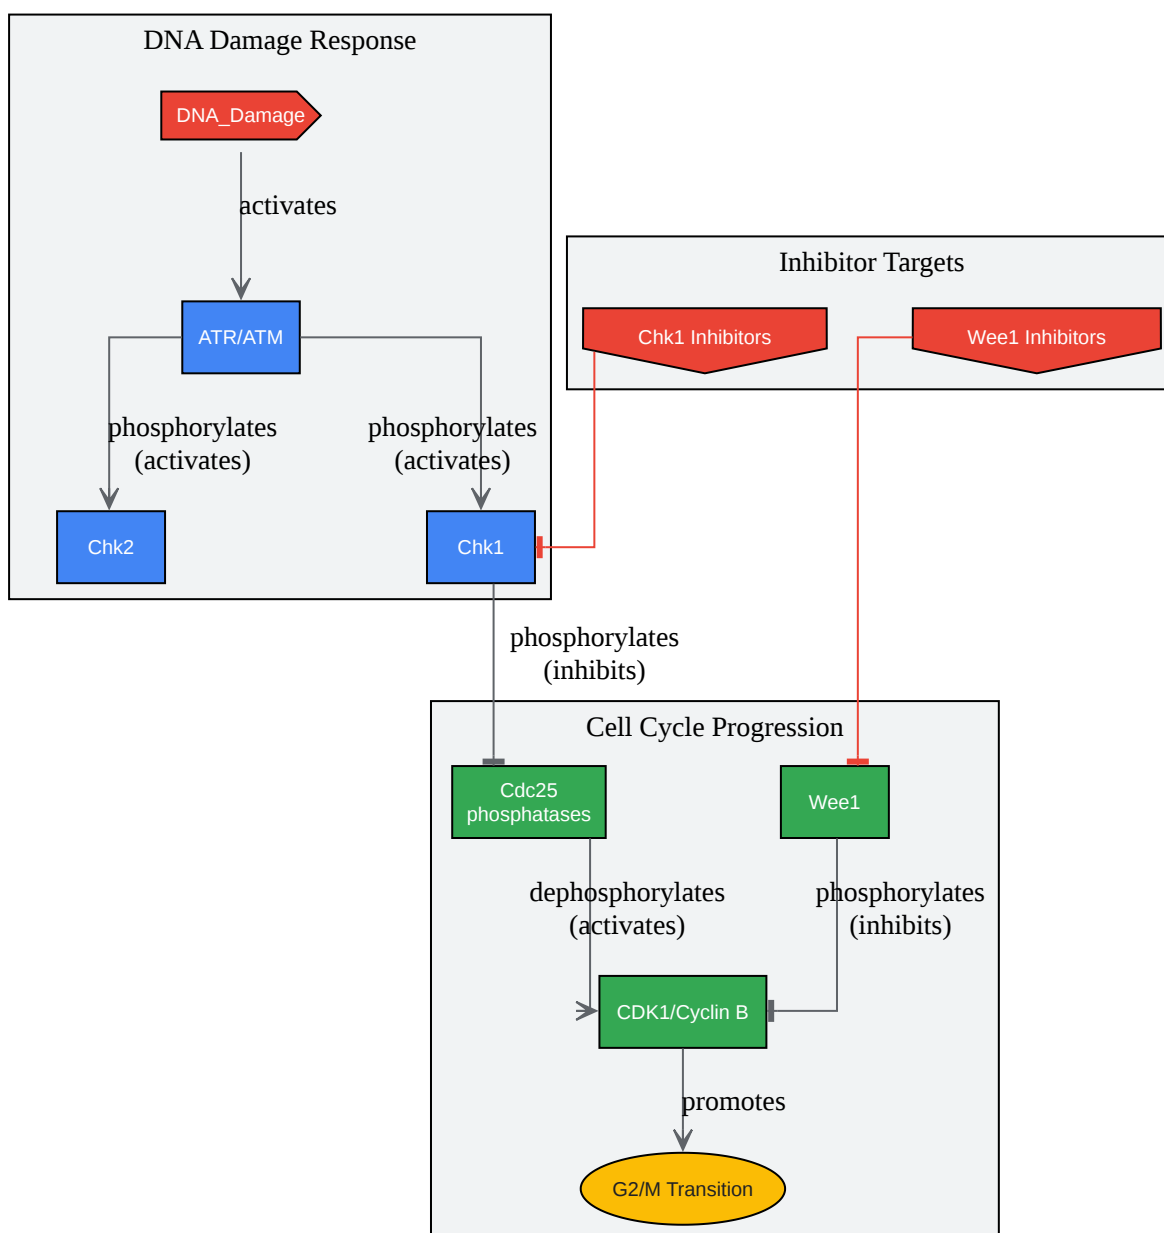 DNA Damage Response
DNA_Damage
activates
Inhibitor Targets
ATR/ATM
Chk1 Inhibitors
Wee1 Inhibitors
phosphorylates
(activates)
phosphorylates
(activates)
Chk2
Chk1
phosphorylates
(inhibits)
Cell Cycle Progression
Cdc25
phosphatases
Wee1
dephosphorylates
(activates)
phosphorylates
(inhibits)
CDK1/Cyclin B
promotes
G2/M Transition